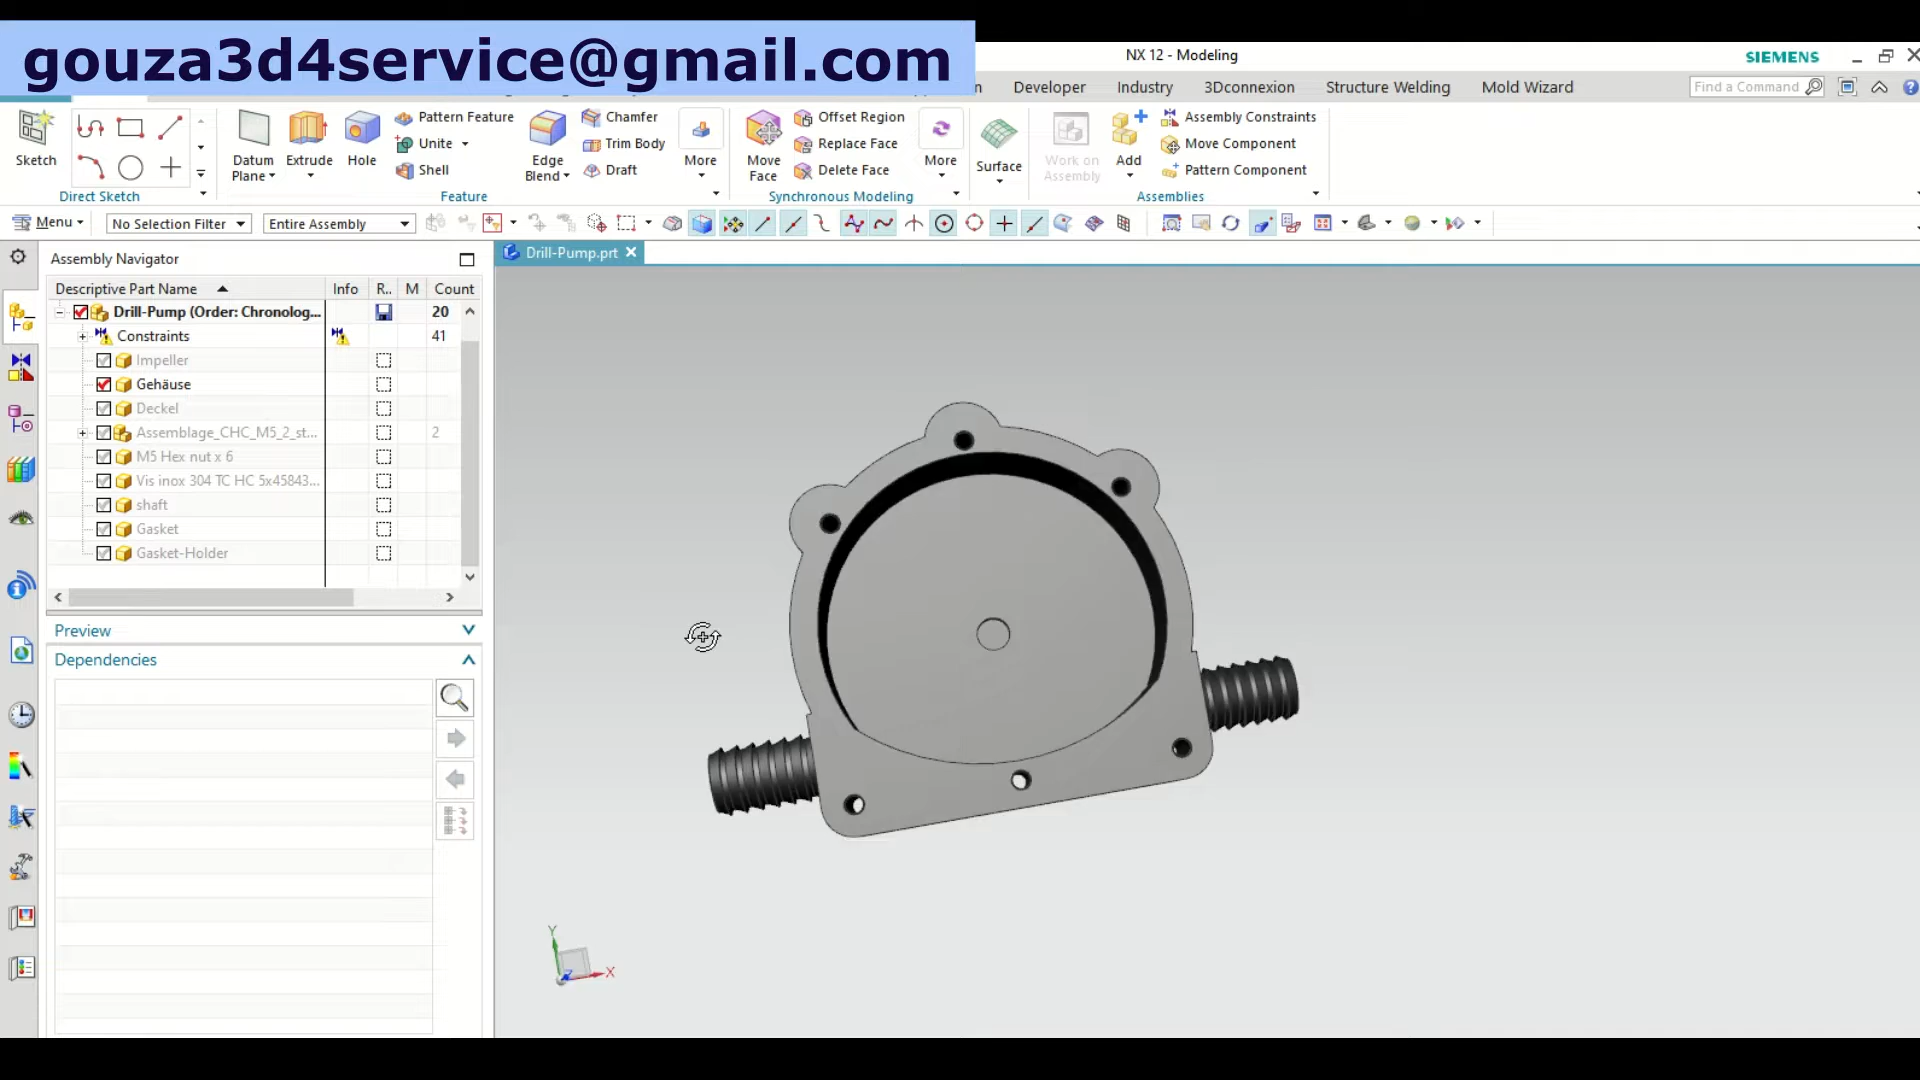 gouza3d4service@gmail.com
NX 12 - Modeling
SIEMENS
Developer
Industry
3Dconnexion
Structure Welding
Mold Wizard
Find a Command
Sketch
Direct Sketch
Datum Plane
Extrude
Hole
Pattern Feature
Unite
Shell
Edge Blend
Chamfer
Trim Body
Draft
More
Feature
Move Face
Offset Region
Replace Face
Delete Face
More
Synchronous Modeling
Surface
Work on Assembly
Add
Assembly Constraints
Move Component
Pattern Component
Assemblies
Menu
No Selection Filter
Entire Assembly
Assembly Navigator
Drill-Pump.prt
Descriptive Part Name Info R.. M Count
Drill-Pump (Order: Chronolog... 20
Constraints 41
Impeller
Gehäuse
Deckel
Assemblage_CHC_M5_2_st... 2
M5 Hex nut x 6
Vis inox 304 TC HC 5x45843...
shaft
Gasket
Gasket-Holder
Preview
Dependencies
Y
Z
X